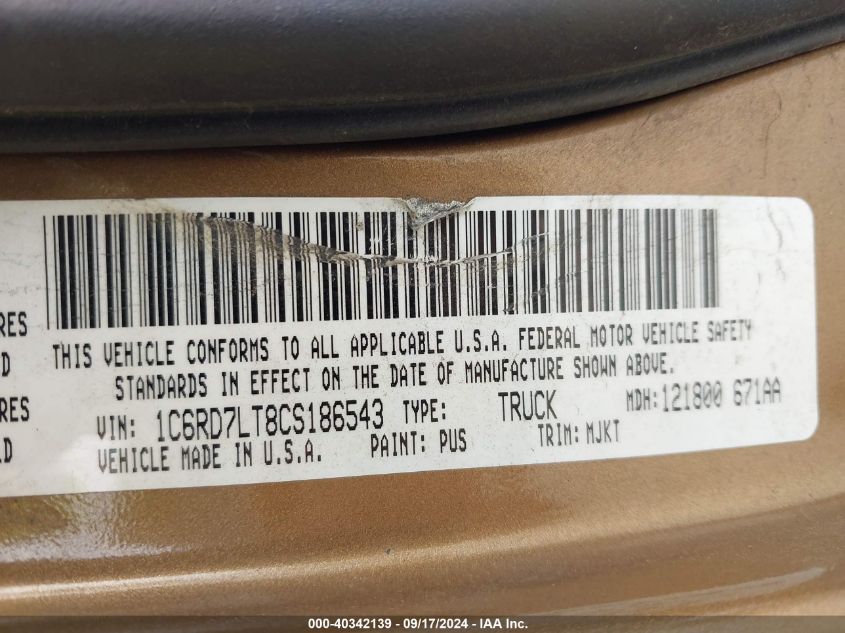 RES
D
RES
LD
THIS VEHICLE CONFORMS TO ALL APPLICABLE U.S.A. FEDERAL MOTOR VEHICLE SAFETY
STANDARDS IN EFFECT ON THE DATE OF MANUFACTURE SHOWN ABOVE.
VIN: 1C6RD7LT8CS186543 TYPE: TRUCK MDH:121800 671AA
VEHICLE MADE IN U.S.A. PAINT: PUS TRIM: MJKT
000-40342139 - 09/17/2024 - IAA Inc.